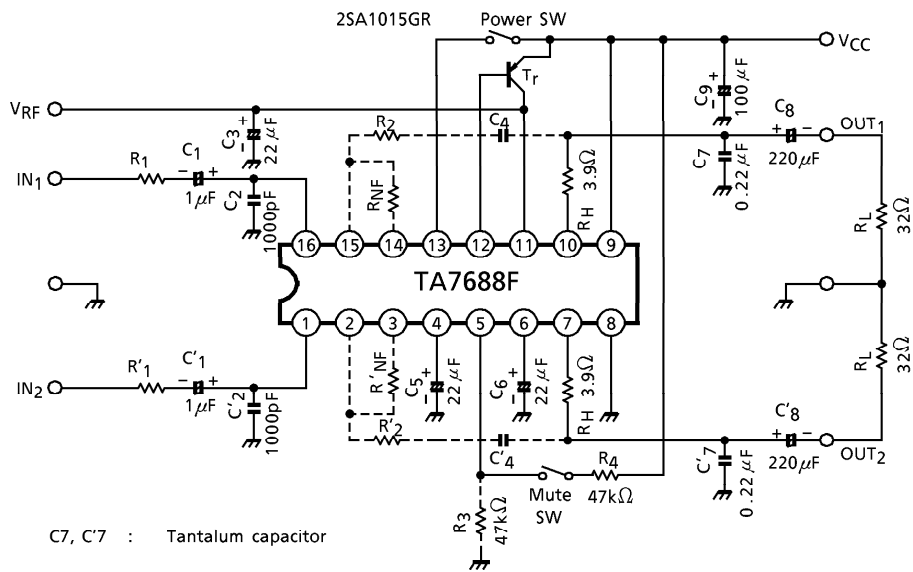 2SA1015GR Power SW
VCC
Tr
VRF
C3 22 μF
R2 C4
C9 100 μF
C8 OUT1
220μF
R1 C1
IN1
1μF
C2 1000pF
RNF
RH 3.9Ω
C7 0.22 μF
RL 32Ω
16 15 14 13 12 11 10 9
TA7688F
1 2 3 4 5 6 7 8
R'1 C'1
IN2
1μF
C'2 1000pF
R'NF
C5 22 μF
C6 22 μF
RH 3.9Ω
RL 32Ω
R'2 C'4
C'8
220μF OUT2
C'7 0.22 μF
R4
Mute SW 47kΩ
R3 47kΩ
C7, C'7 : Tantalum capacitor
- + + - + -